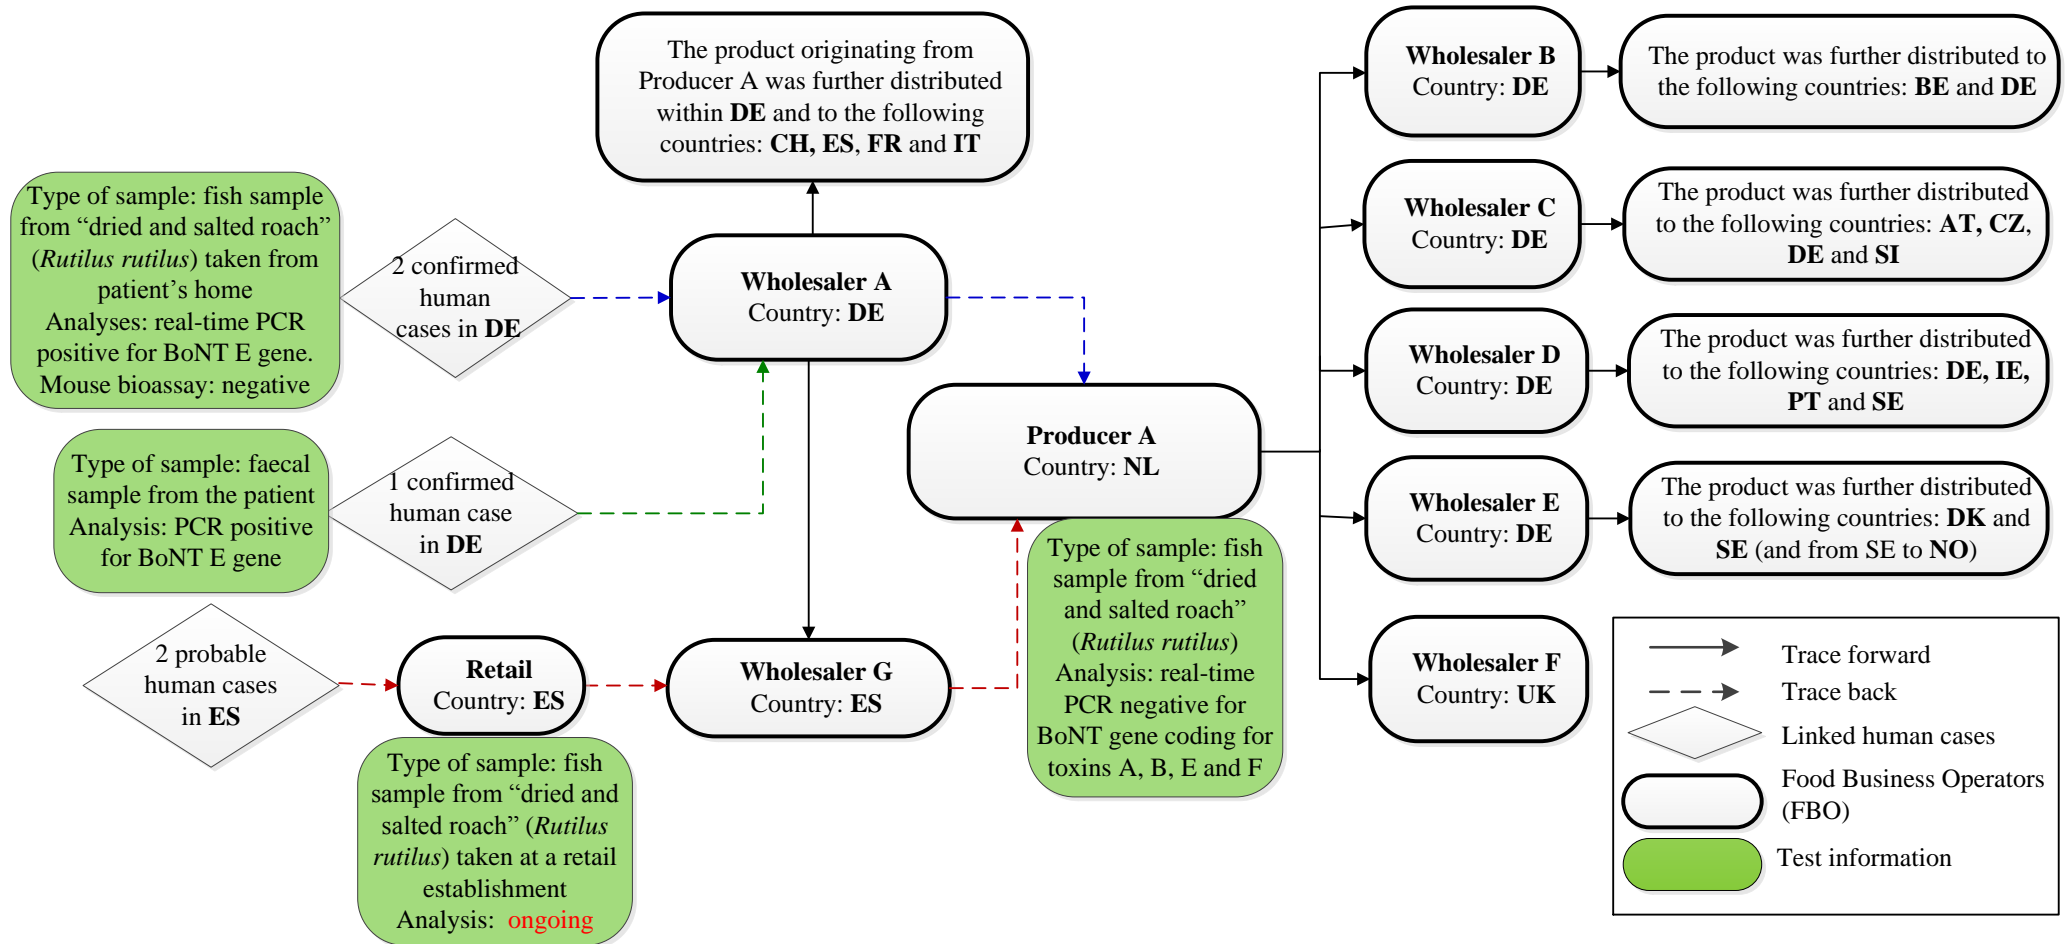 The product originating from
Producer A was further distributed
within DE and to the following
countries: CH, ES, FR and IT
Wholesaler B
Country: DE
The product was further distributed to
the following countries: BE and DE
Type of sample: fish sample
from “dried and salted roach”
(Rutilus rutilus) taken from
patient’s home
Analyses: real-time PCR
positive for BoNT E gene.
Mouse bioassay: negative
2 confirmed
human
cases in DE
Wholesaler A
Country: DE
Wholesaler C
Country: DE
The product was further distributed
to the following countries: AT, CZ,
DE and SI
Wholesaler D
Country: DE
The product was further distributed
to the following countries: DE, IE,
PT and SE
Producer A
Country: NL
Type of sample: faecal
sample from the patient
Analysis: PCR positive
for BoNT E gene
1 confirmed
human case
in DE
Wholesaler E
Country: DE
The product was further distributed
to the following countries: DK and
SE (and from SE to NO)
Type of sample: fish
sample from “dried
and salted roach”
(Rutilus rutilus)
Analysis: real-time
PCR negative for
BoNT gene coding for
toxins A, B, E and F
2 probable
human cases
in ES
Retail
Country: ES
Wholesaler G
Country: ES
Wholesaler F
Country: UK
Type of sample: fish
sample from “dried and
salted roach” (Rutilus
rutilus) taken at a retail
establishment
Analysis: ongoing
Trace forward
Trace back
Linked human cases
Food Business Operators
(FBO)
Test information